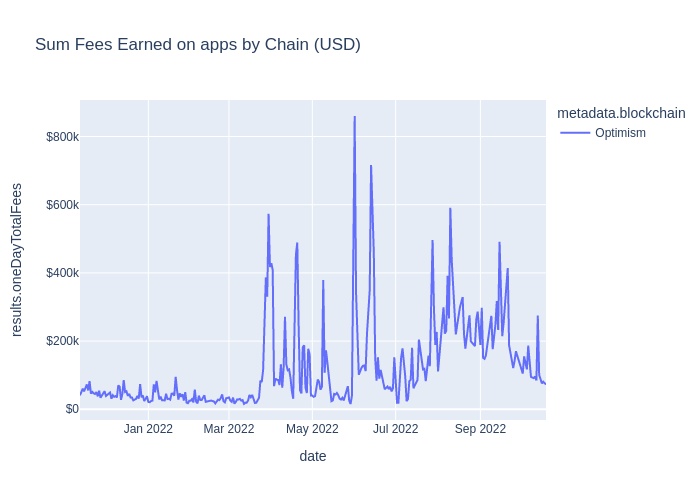 Sum Fees Earned on apps by Chain (USD)
metadata.blockchain
Optimism
results.oneDayTotalFees
$800k
$600k
$400k
$200k
$0
Jan 2022
Mar 2022
May 2022
Jul 2022
Sep 2022
date